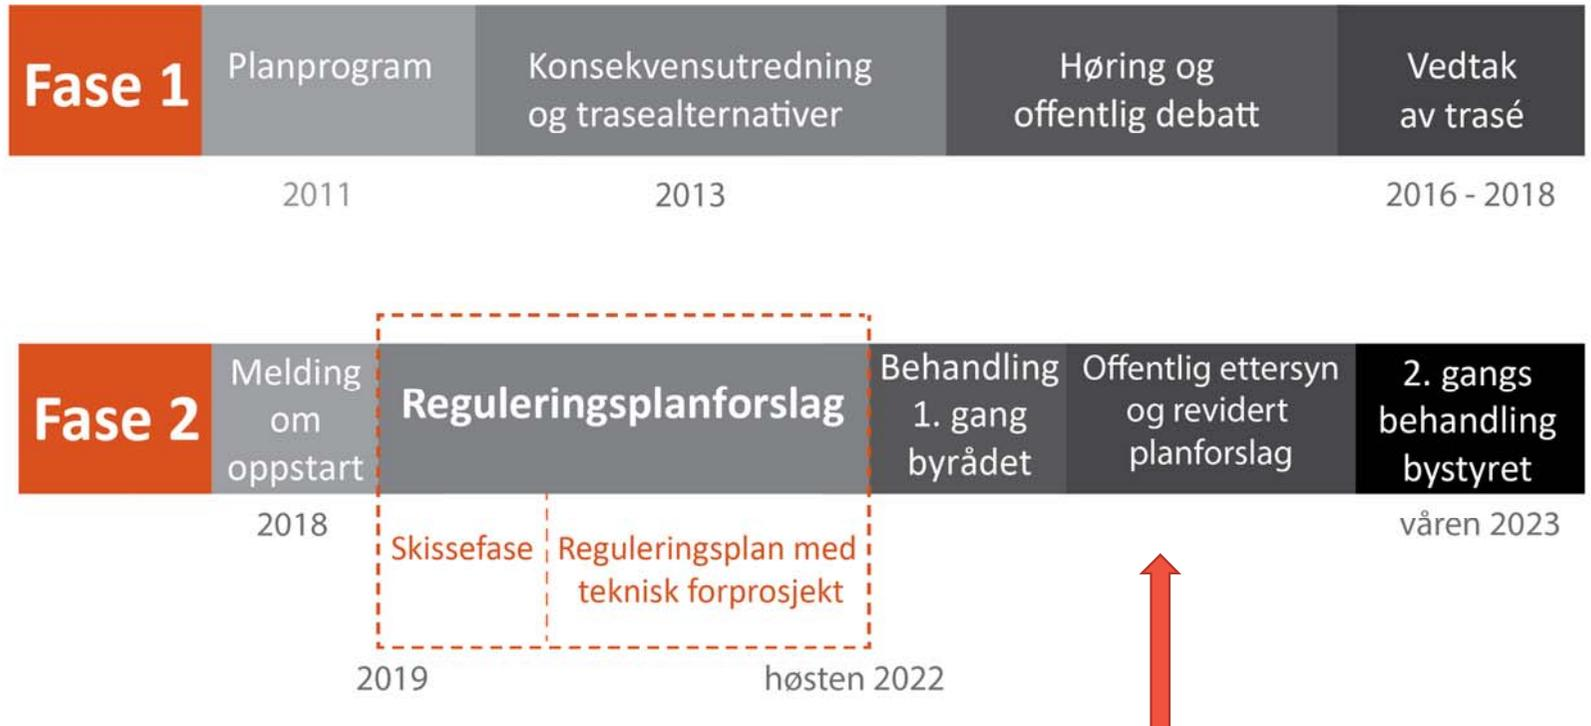 Fase 1
Planprogram
Konsekvensutredning
og trasealternativer
Høring og
offentlig debatt
Vedtak
av trasé
2011
2013
2016 - 2018
Fase 2
Melding
om
oppstart
Reguleringsplanforslag
Behandling
1. gang
byrådet
Offentlig ettersyn
og revidert
planforslag
2. gangs
behandling
bystyret
2018
Skissefase
Reguleringsplan med
teknisk forprosjekt
våren 2023
2019
høsten 2022